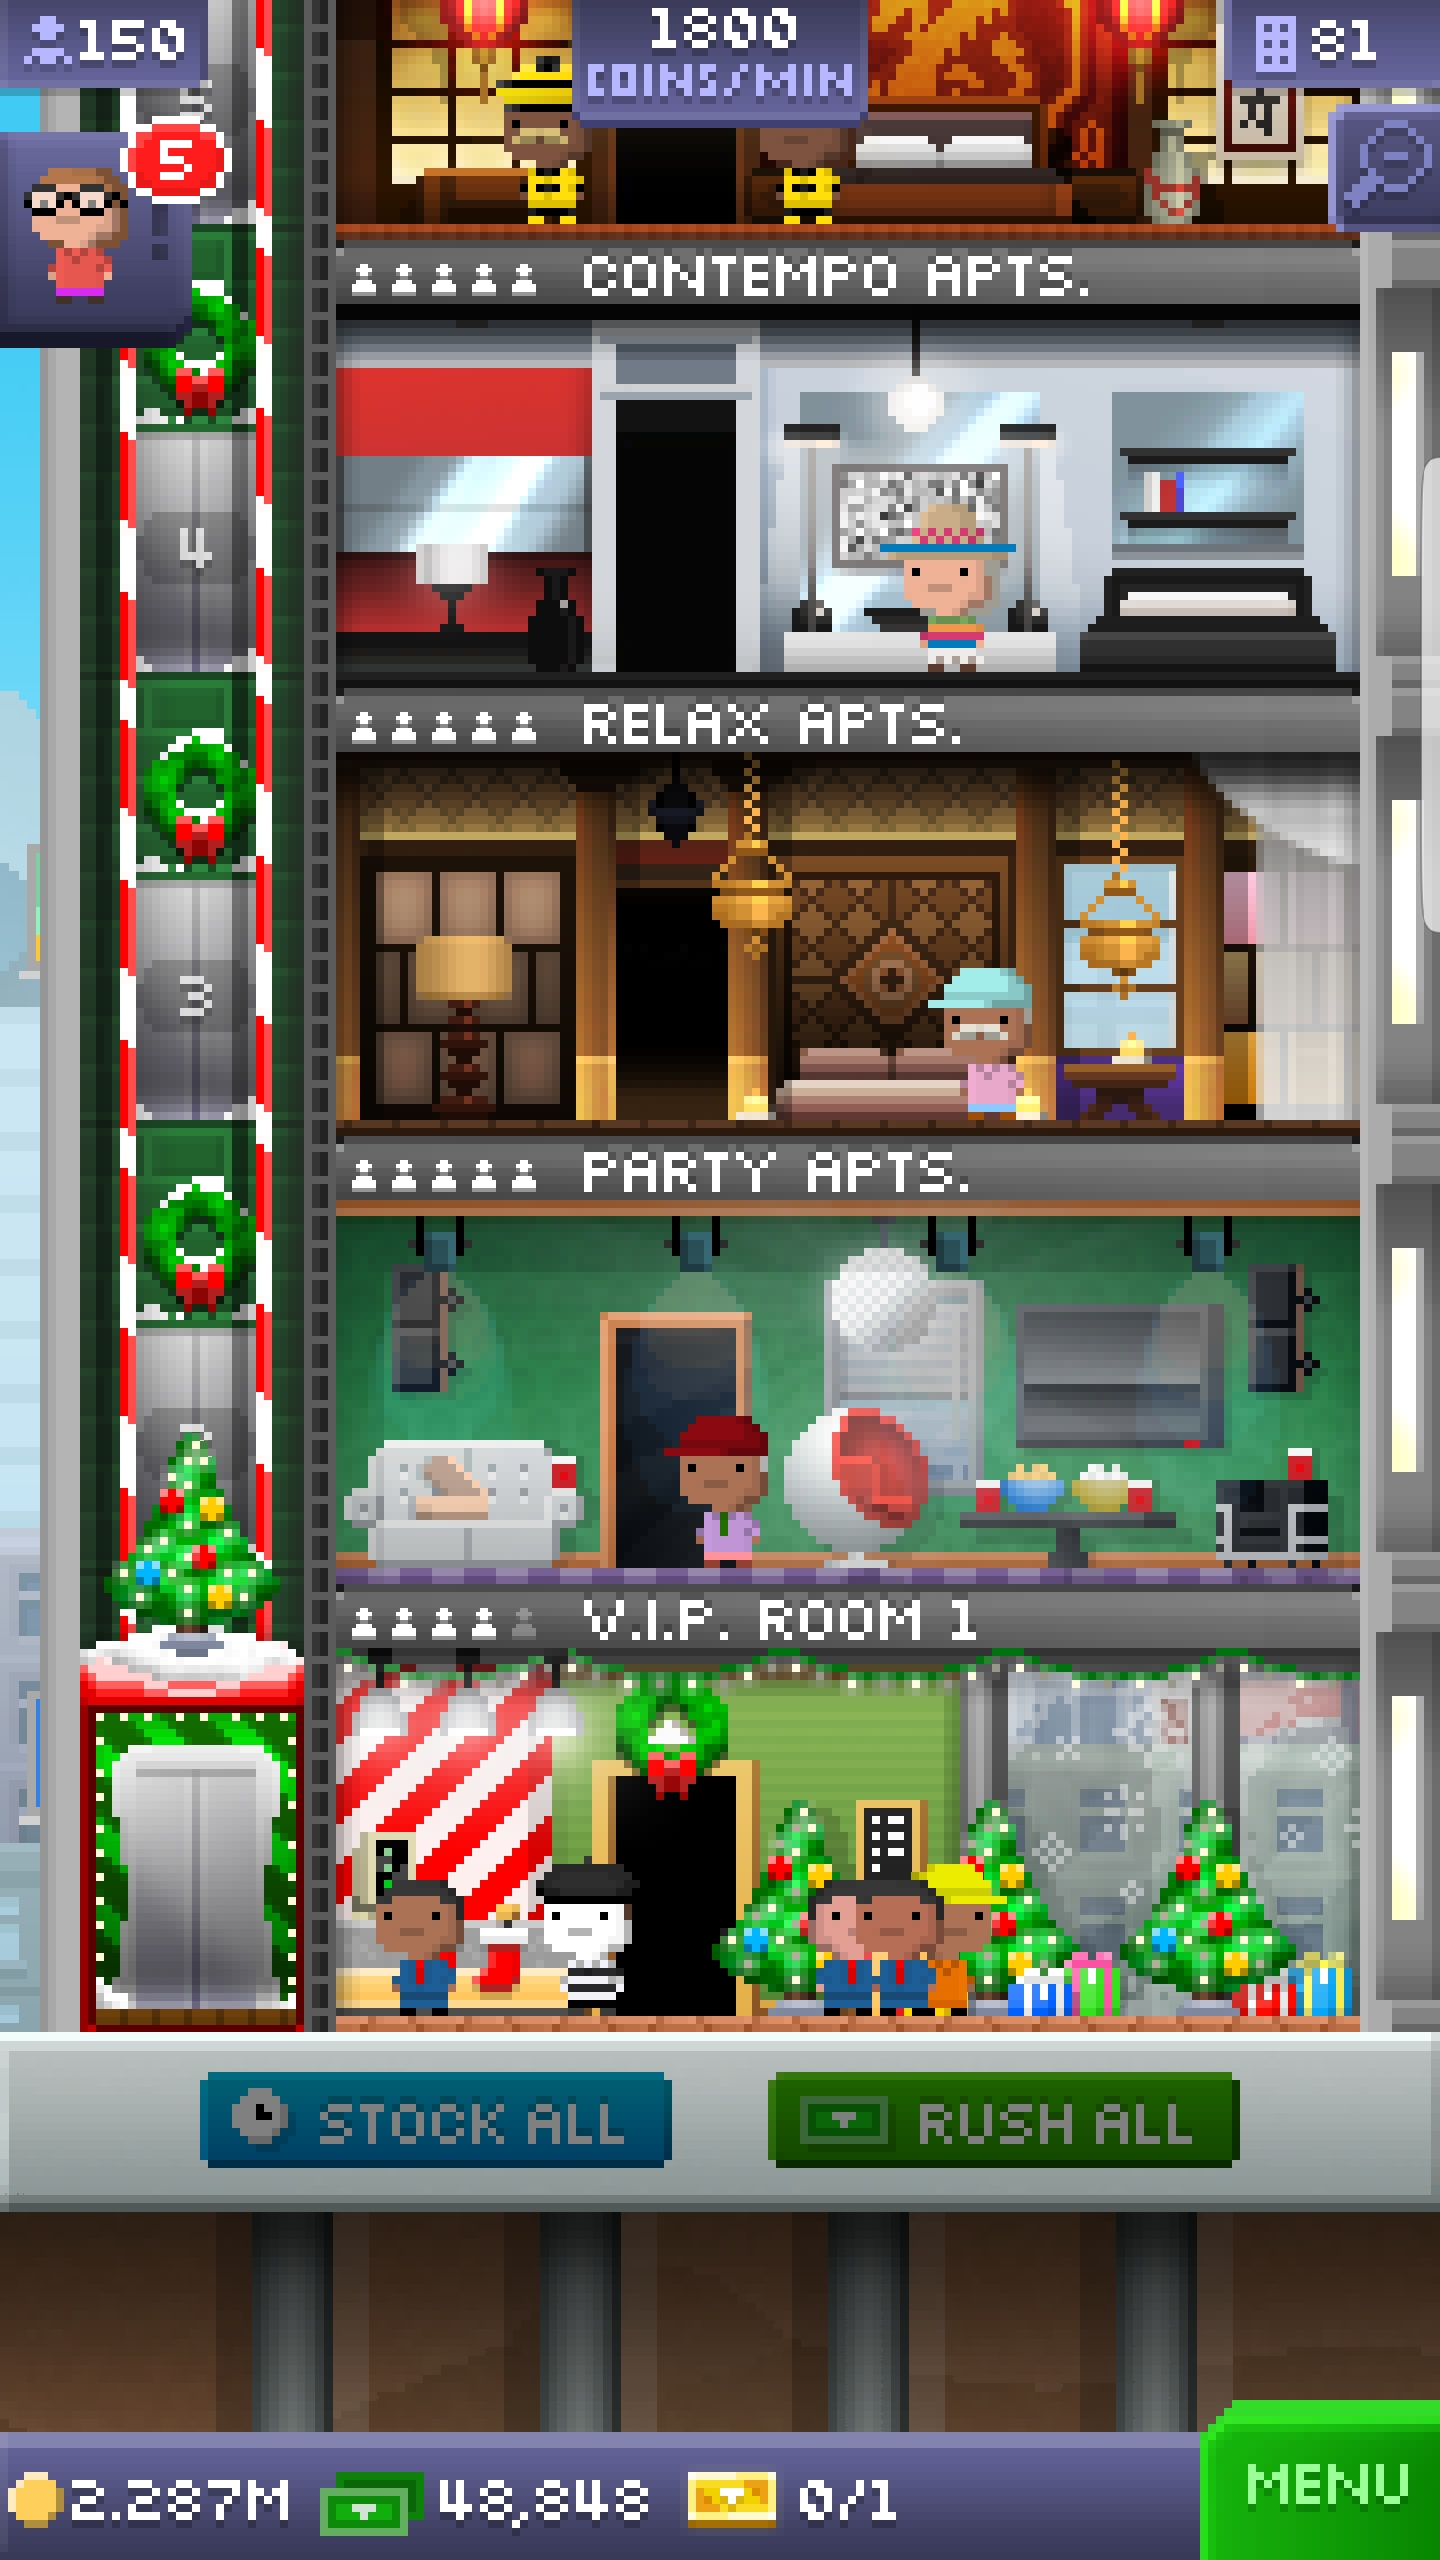 150
1800
COINS/MIN
81
5
5
CONTEMPO APTS.
4
RELAX APTS.
3
PARTY APTS.
V.I.P. ROOM 1
STOCK ALL
RUSH ALL
2.287M
48,848
0/1
MENU